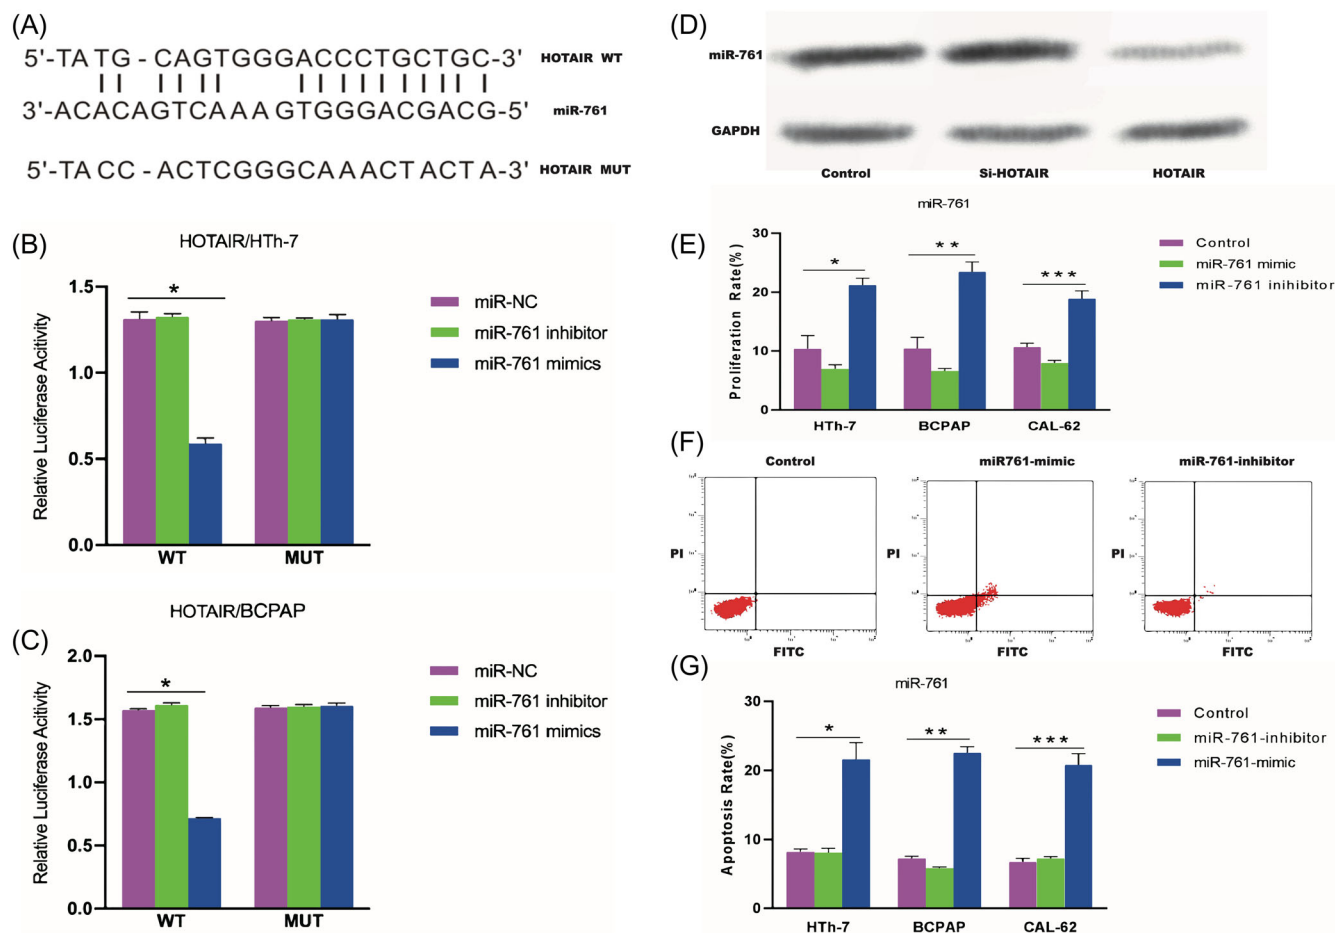 (A)
5'-TATG - CAGTGGGACCCTGCTGC-3' HOTAIR WT
3'-ACACAGTCAAAGTGGGACGACG-5' miR-761
5'-TACC - ACTCGGGCAAACTACTA-3' HOTAIR MUT
(B)
HOTAIR/HTh-7
Relative Luciferase Acitivity
1.5
1.0
0.5
0.0
*
WT
MUT
miR-NC
miR-761 inhibitor
miR-761 mimics
(C)
HOTAIR/BCPAP
Relative Luciferase Acitivity
2.0
1.5
1.0
0.5
0.0
*
WT
MUT
miR-NC
miR-761 inhibitor
miR-761 mimics
(D)
miR-761
GAPDH
Control
Si-HOTAIR
HOTAIR
(E)
miR-761
Proliferation Rate(%)
30
20
10
0
*
**
***
HTh-7
BCPAP
CAL-62
Control
miR-761 mimic
miR-761 inihibitor
(F)
Control
miR761-mimic
miR-761-inhibitor
PI
FITC
PI
FITC
PI
FITC
(G)
miR-761
Apoptosis Rate(%)
30
20
10
0
*
**
***
HTh-7
BCPAP
CAL-62
Control
miR-761-inhibitor
miR-761-mimic